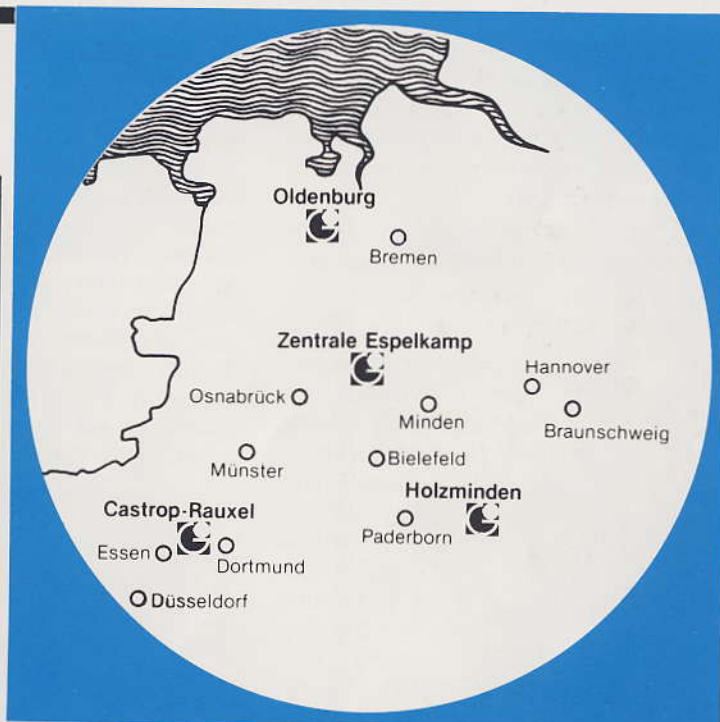 Oldenburg
Bremen
Zentrale Espelkamp
Hannover
Osnabrück
Minden
Braunschweig
Münster
Bielefeld
Holzminden
Castrop-Rauxel
Paderborn
Essen
Dortmund
Düsseldorf